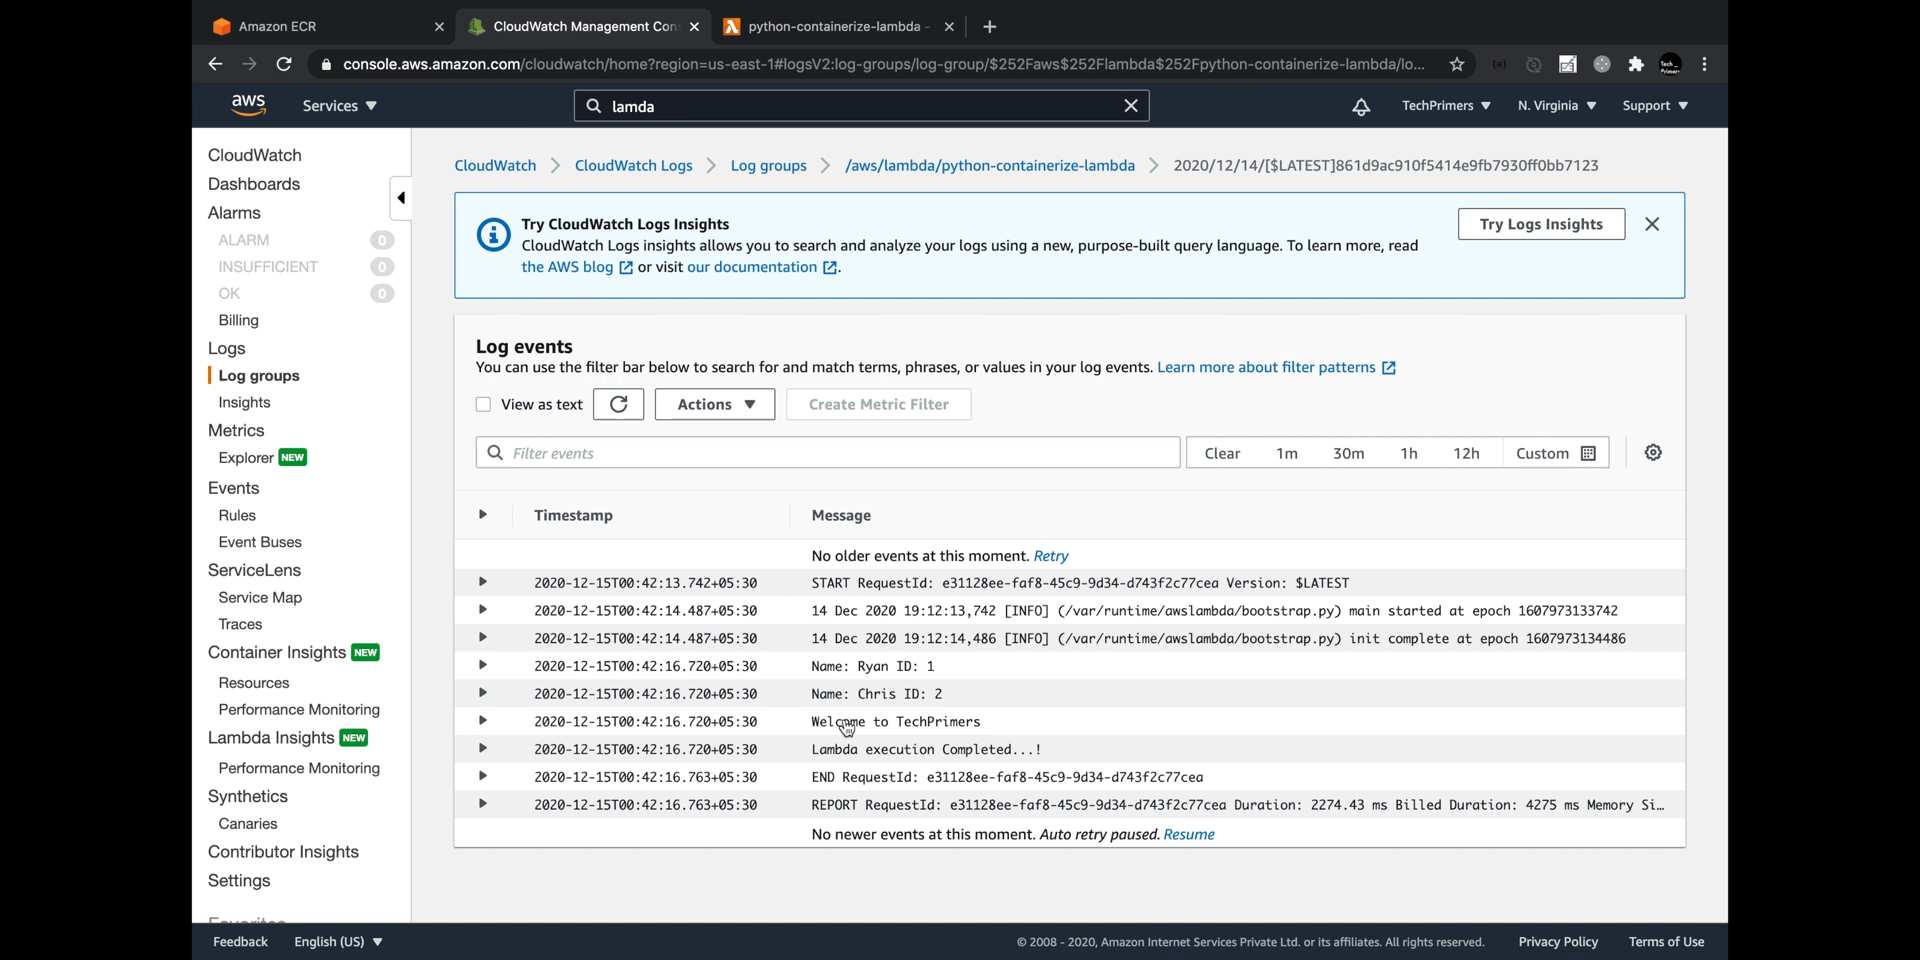 Amazon ECR
CloudWatch Management Con
python-containerize-lambda -
console.aws.amazon.com/cloudwatch/home?region=us-east-1#logsV2:log-groups/log-group/$252Faws$252Flambda$252Fpython-containerize-lambda/lo...
aws
Services
lamda
TechPrimers
N. Virginia
Support
CloudWatch
Dashboards
Alarms
ALARM 0
INSUFFICIENT 0
OK 0
Billing
Logs
Log groups
Insights
Metrics
Explorer NEW
Events
Rules
Event Buses
ServiceLens
Service Map
Traces
Container Insights NEW
Resources
Performance Monitoring
Lambda Insights NEW
Performance Monitoring
Synthetics
Canaries
Contributor Insights
Settings
Favorites
CloudWatch
CloudWatch Logs
Log groups
/aws/lambda/python-containerize-lambda
2020/12/14/[$LATEST]861d9ac910f5414e9fb7930ff0bb7123
Try CloudWatch Logs Insights
CloudWatch Logs insights allows you to search and analyze your logs using a new, purpose-built query language. To learn more, read
the AWS blog or visit our documentation.
Try Logs Insights
Log events
You can use the filter bar below to search for and match terms, phrases, or values in your log events. Learn more about filter patterns
View as text
Actions
Create Metric Filter
Filter events
Clear 1m 30m 1h 12h Custom
Timestamp Message
No older events at this moment. Retry
2020-12-15T00:42:13.742+05:30 START RequestId: e31128ee-faf8-45c9-9d34-d743f2c77cea Version: $LATEST
2020-12-15T00:42:14.487+05:30 14 Dec 2020 19:12:13,742 [INFO] (/var/runtime/awslambda/bootstrap.py) main started at epoch 1607973133742
2020-12-15T00:42:14.487+05:30 14 Dec 2020 19:12:14,486 [INFO] (/var/runtime/awslambda/bootstrap.py) init complete at epoch 1607973134486
2020-12-15T00:42:16.720+05:30 Name: Ryan ID: 1
2020-12-15T00:42:16.720+05:30 Name: Chris ID: 2
2020-12-15T00:42:16.720+05:30 Welcome to TechPrimers
2020-12-15T00:42:16.720+05:30 Lambda execution Completed...!
2020-12-15T00:42:16.763+05:30 END RequestId: e31128ee-faf8-45c9-9d34-d743f2c77cea
2020-12-15T00:42:16.763+05:30 REPORT RequestId: e31128ee-faf8-45c9-9d34-d743f2c77cea Duration: 2274.43 ms Billed Duration: 4275 ms Memory Si…
No newer events at this moment. Auto retry paused. Resume
Feedback
English (US)
© 2008 - 2020, Amazon Internet Services Private Ltd. or its affiliates. All rights reserved.
Privacy Policy
Terms of Use